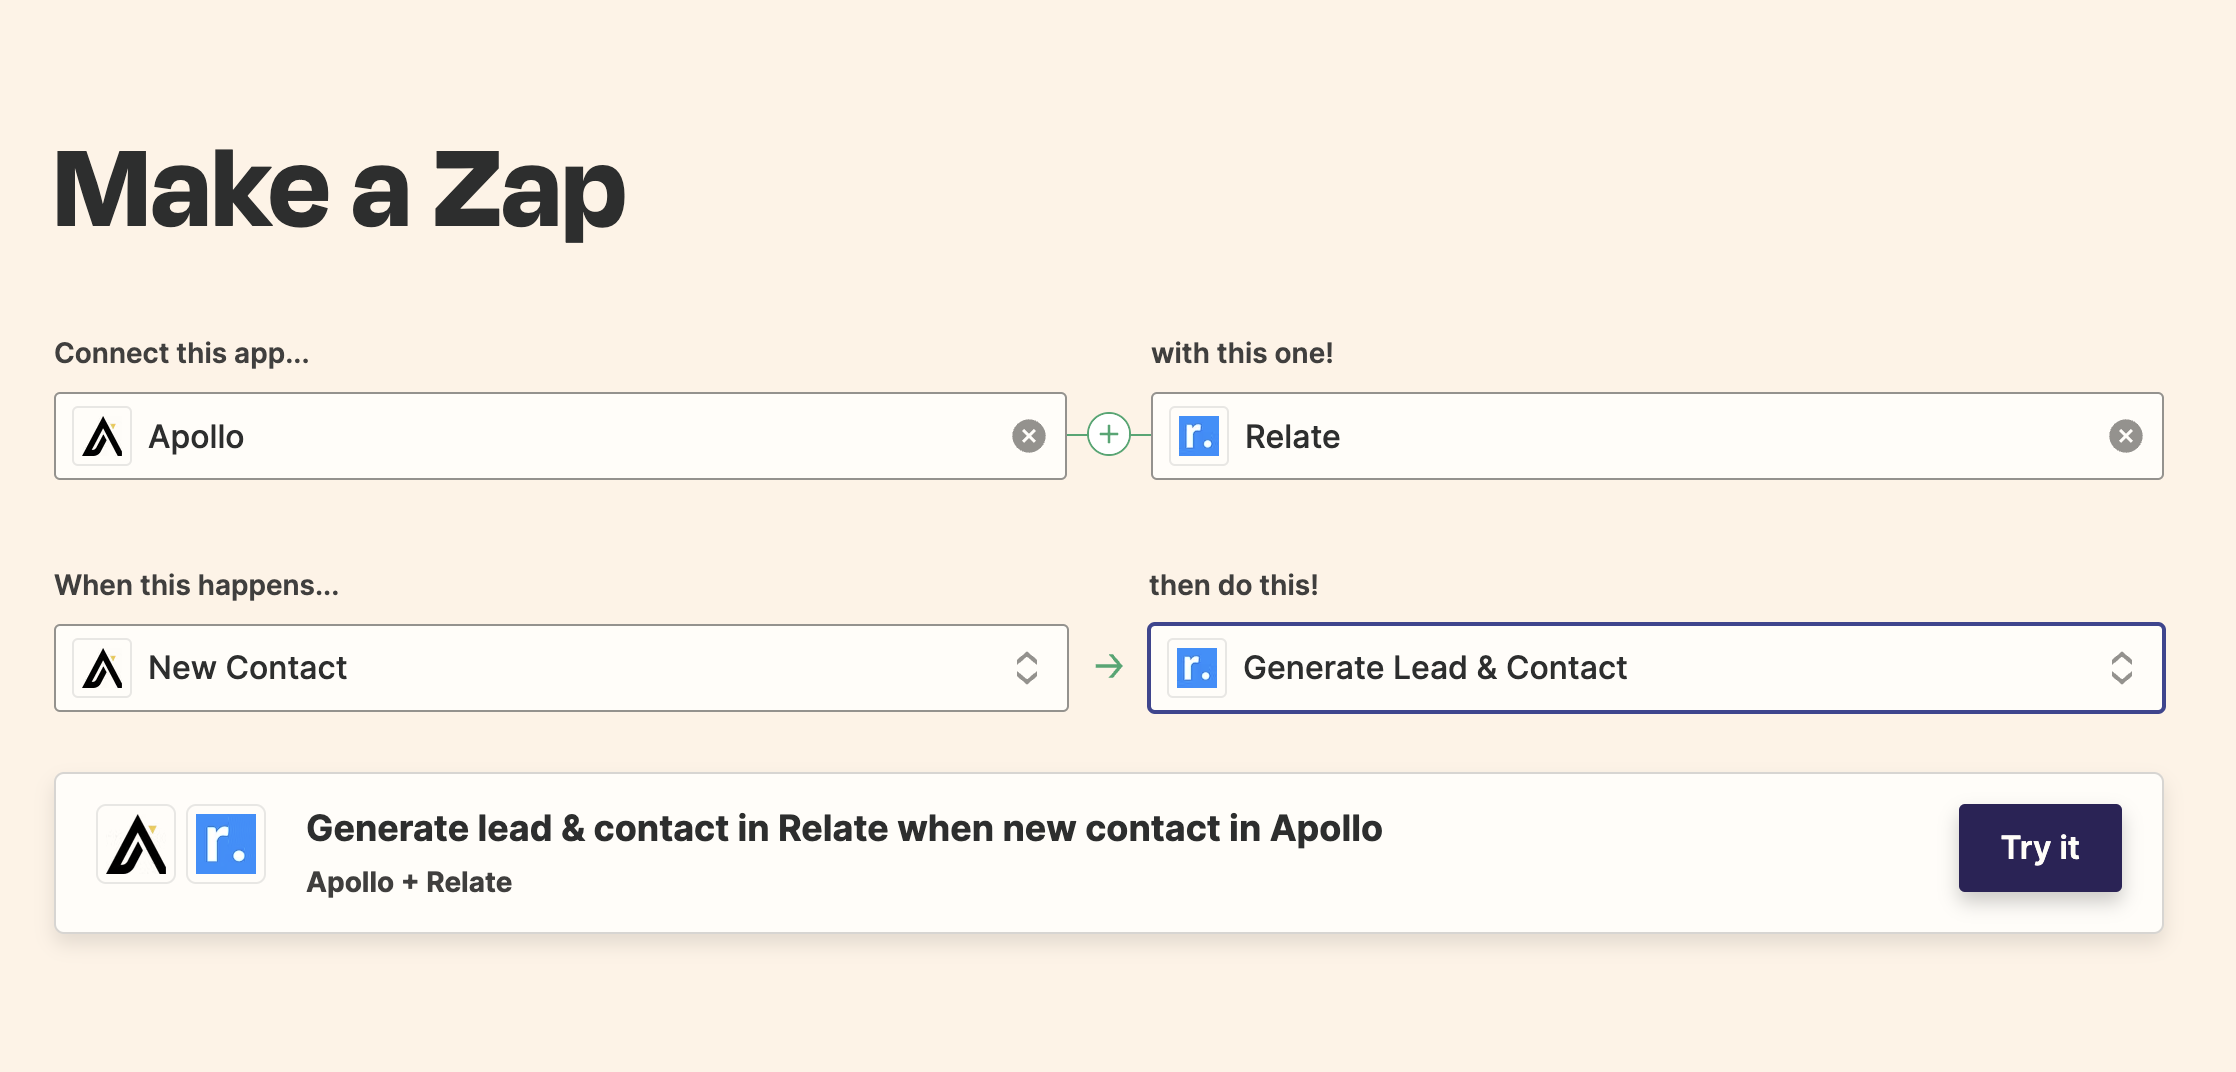 Make a Zap
Connect this app...
with this one!
Apollo
r. Relate
When this happens...
then do this!
New Contact
r. Generate Lead & Contact
r. Generate lead & contact in Relate when new contact in Apollo
Apollo + Relate
Try it